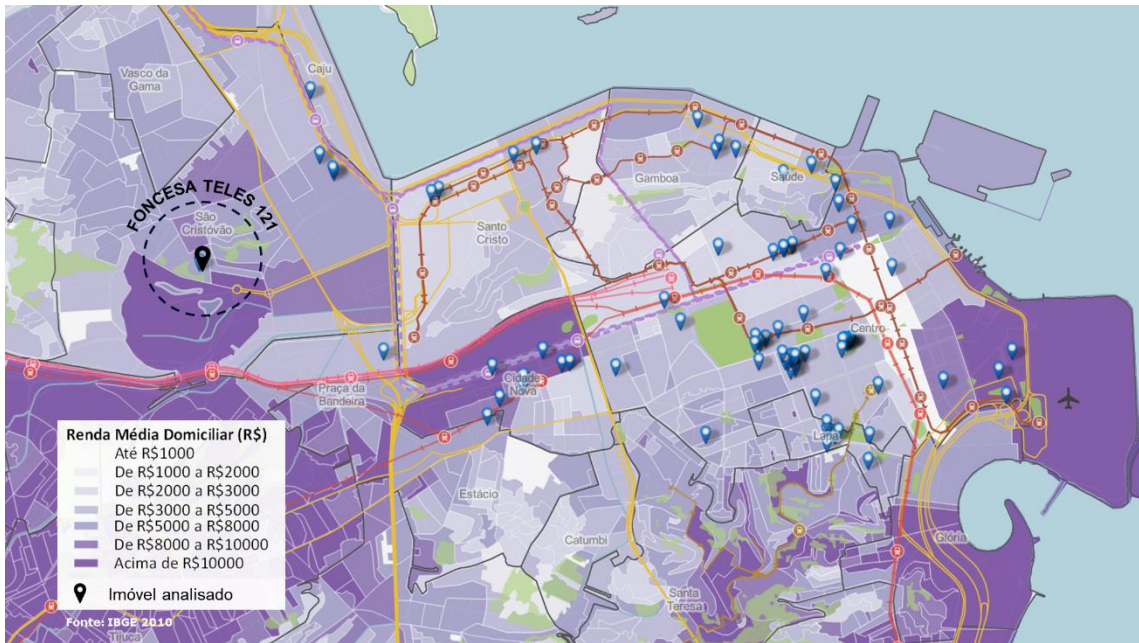 Vasco da
Gama
Caju
FONCESA TELES 121
São
Cristóvão
Santo
Cristo
Gamboa
Saúde
Centro
Praça da
Bandeira
Cidade
Nova
Lapa
Estácio
Catumbi
Santa
Teresa
Glória
Tijuca
Renda Média Domiciliar (R$)
Até R$1000
De R$1000 a R$2000
De R$2000 a R$3000
De R$3000 a R$5000
De R$5000 a R$8000
De R$8000 a R$10000
Acima de R$10000
Imóvel analisado
Fonte: IBGE 2010